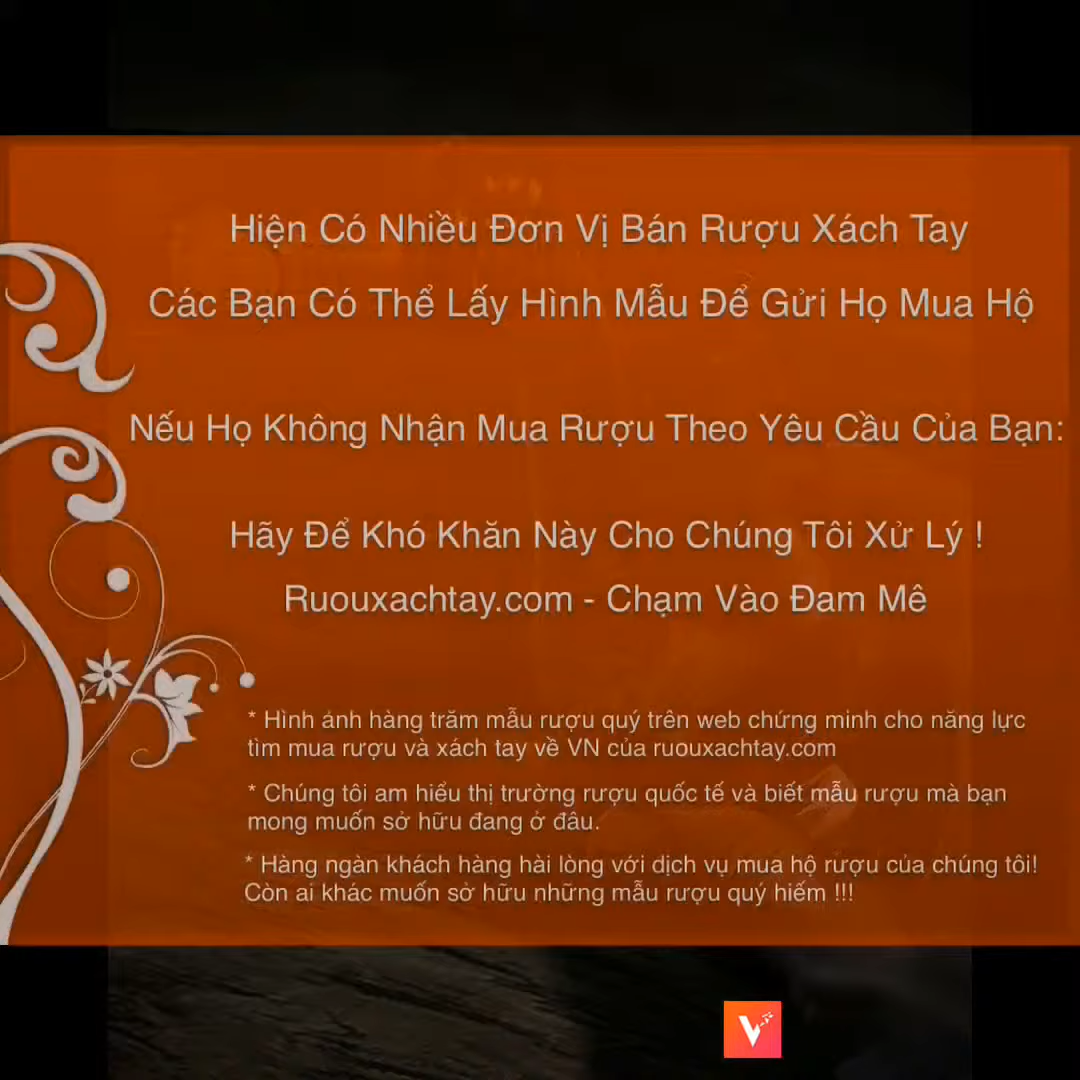 Hiện Có Nhiều Đơn Vị Bán Rượu Xách Tay
Các Bạn Có Thể Lấy Hình Mẫu Để Gửi Họ Mua Hộ
Nếu Họ Không Nhận Mua Rượu Theo Yêu Cầu Của Bạn:
Hãy Để Khó Khăn Này Cho Chúng Tôi Xử Lý !
Ruouxachtay.com - Chạm Vào Đam Mê
* Hình ảnh hàng trăm mẫu rượu quý trên web chứng minh cho năng lực
tìm mua rượu và xách tay về VN của ruouxachtay.com
* Chúng tôi am hiểu thị trường rượu quốc tế và biết mẫu rượu mà bạn
mong muốn sở hữu đang ở đâu.
* Hàng ngàn khách hàng hài lòng với dịch vụ mua hộ rượu của chúng tôi!
Còn ai khác muốn sở hữu những mẫu rượu quý hiếm !!!